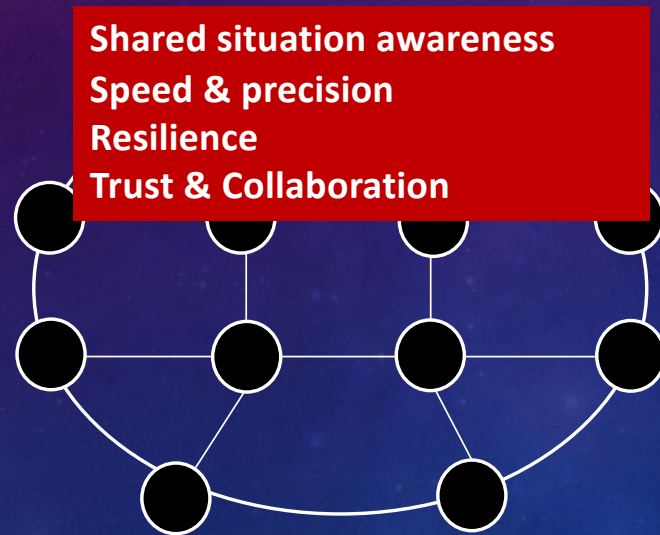 Shared situation awareness
Speed & precision
Resilience
Trust & Collaboration